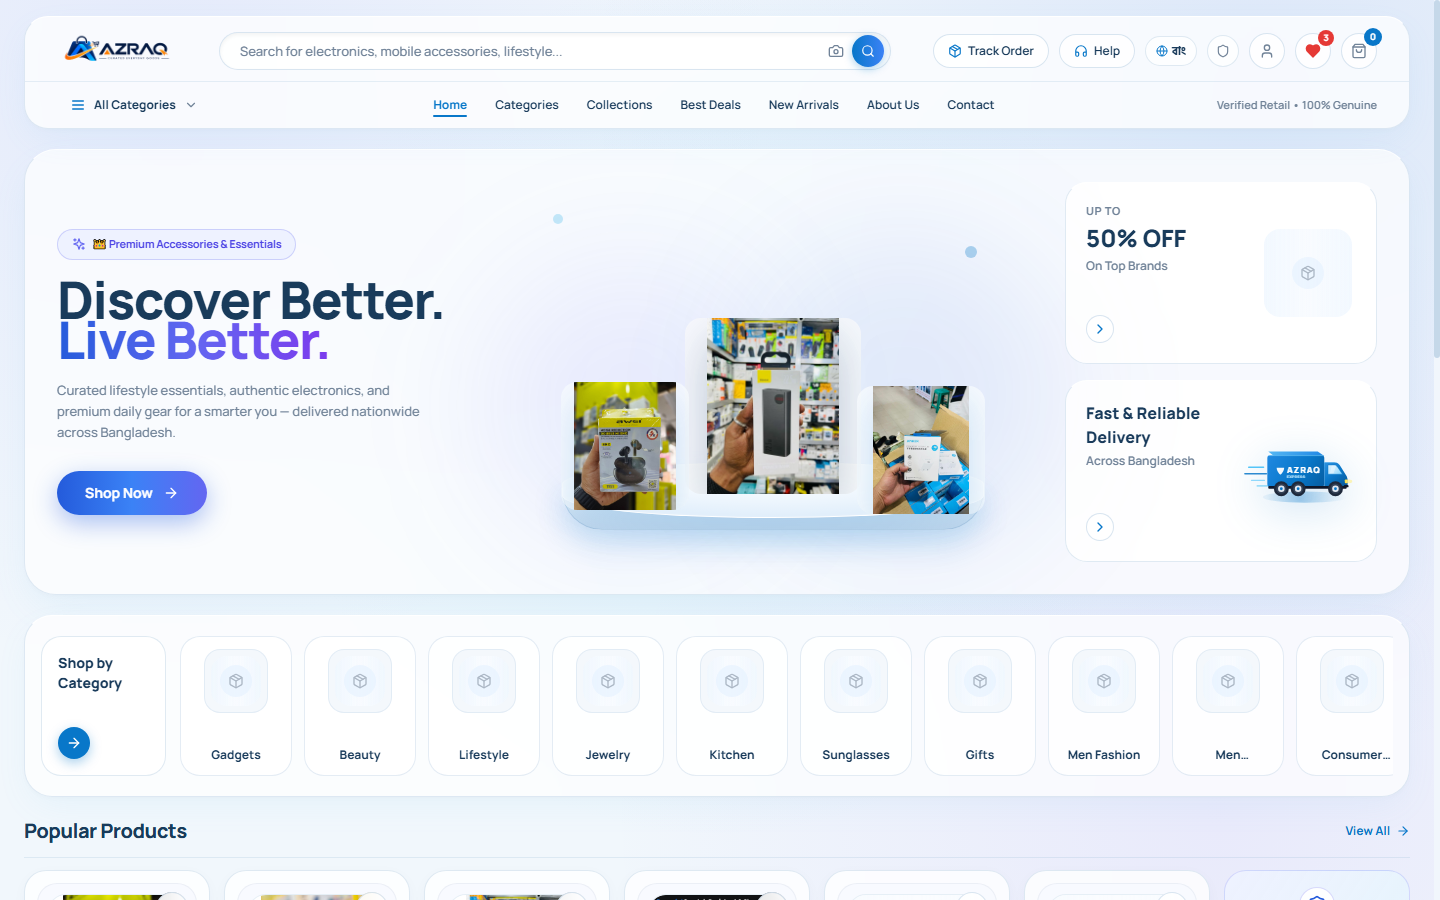 AZRAQ
Search for electronics, mobile accessories, lifestyle...
Track Order
Help
বাং
3
0
All Categories
Home
Categories
Collections
Best Deals
New Arrivals
About Us
Contact
Verified Retail • 100% Genuine
Premium Accessories & Essentials
Discover Better.
Live Better.
Curated lifestyle essentials, authentic electronics, and
premium daily gear for a smarter you — delivered nationwide
across Bangladesh.
Shop Now
awei
UP TO
50% OFF
On Top Brands
Fast & Reliable
Delivery
Across Bangladesh
AZRAQ
EXPRESS
Shop by
Category
Gadgets
Beauty
Lifestyle
Jewelry
Kitchen
Sunglasses
Gifts
Men Fashion
Men...
Consumer...
Popular Products
View All